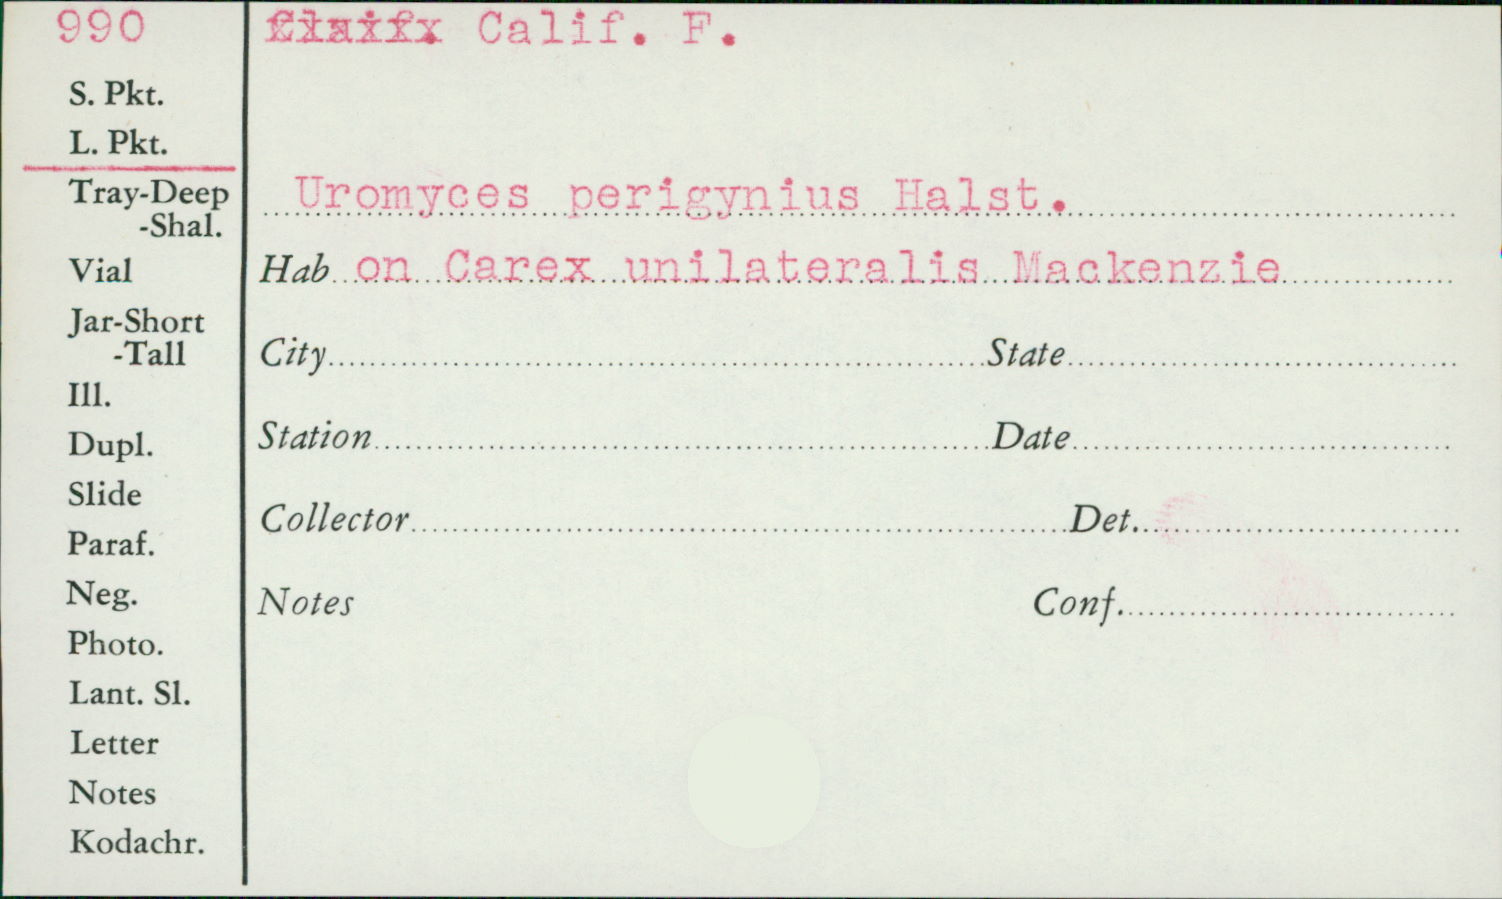 990
Calif. F.
S. Pkt.
L. Pkt.
Tray-Deep
-Shal.
Vial
Jar-Short
-Tall
Ill.
Dupl.
Slide
Paraf.
Neg.
Photo.
Lant. Sl.
Letter
Notes
Kodachr.
Uromyces perigynius Halst.
Hab on Carex unilateralis Mackenzie
City State
Station Date
Collector Det.
Notes Conf.